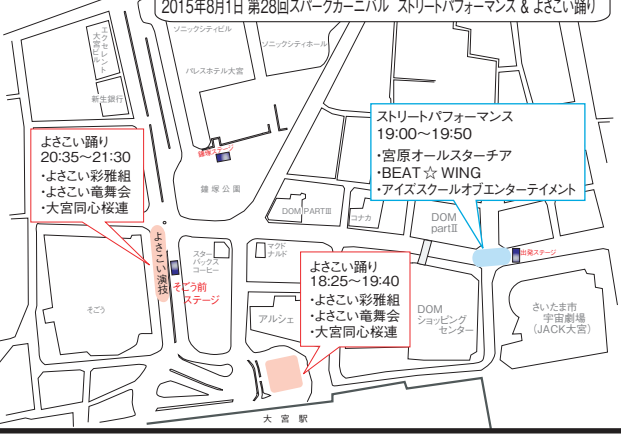 2015年8月1日 第28回スパークカーニバル ストリートパフォーマンス & よさこい踊り
エクセレント
大宮ビル
新生銀行
ソニックシティビル
ソニックシティホール
パレスホテル大宮
鐘塚ステージ
鐘塚公園
よさこい踊り
20:35～21:30
・よさこい彩雅組
・よさこい竜舞会
・大宮同心桜連
ストリートパフォーマンス
19:00～19:50
・宮原オールスターチア
・BEAT☆WING
・アイズスクールオブエンターテイメント
DOM PARTⅢ
コナカ
DOM
partⅡ
出発ステージ
よさこい演技
そごう前
ステージ
そごう
スター
バックス
コーヒー
マクド
ナルド
アルシェ
よさこい踊り
18:25～19:40
・よさこい彩雅組
・よさこい竜舞会
・大宮同心桜連
DOM
ショッピング
センター
さいたま市
宇宙劇場
(JACK大宮)
大宮駅